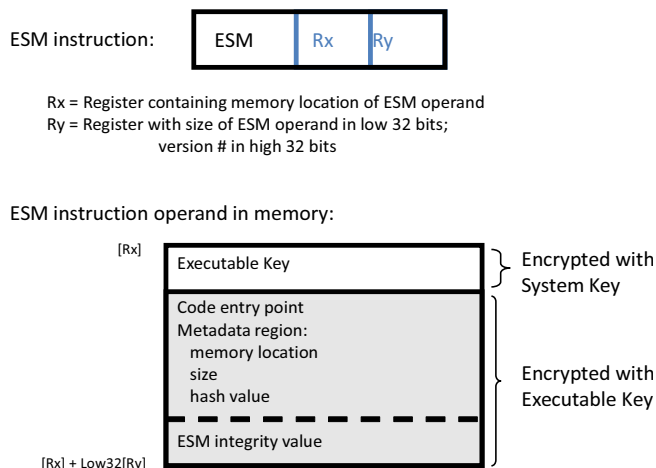 ESM instruction:
ESM Rx Ry
Rx = Register containing memory location of ESM operand
Ry = Register with size of ESM operand in low 32 bits;
version # in high 32 bits
ESM instruction operand in memory:
[Rx]
Executable Key
Encrypted with
System Key
Code entry point
Metadata region:
memory location
size
hash value
Encrypted with
Executable Key
ESM integrity value
[Rx] + Low32[Ry]